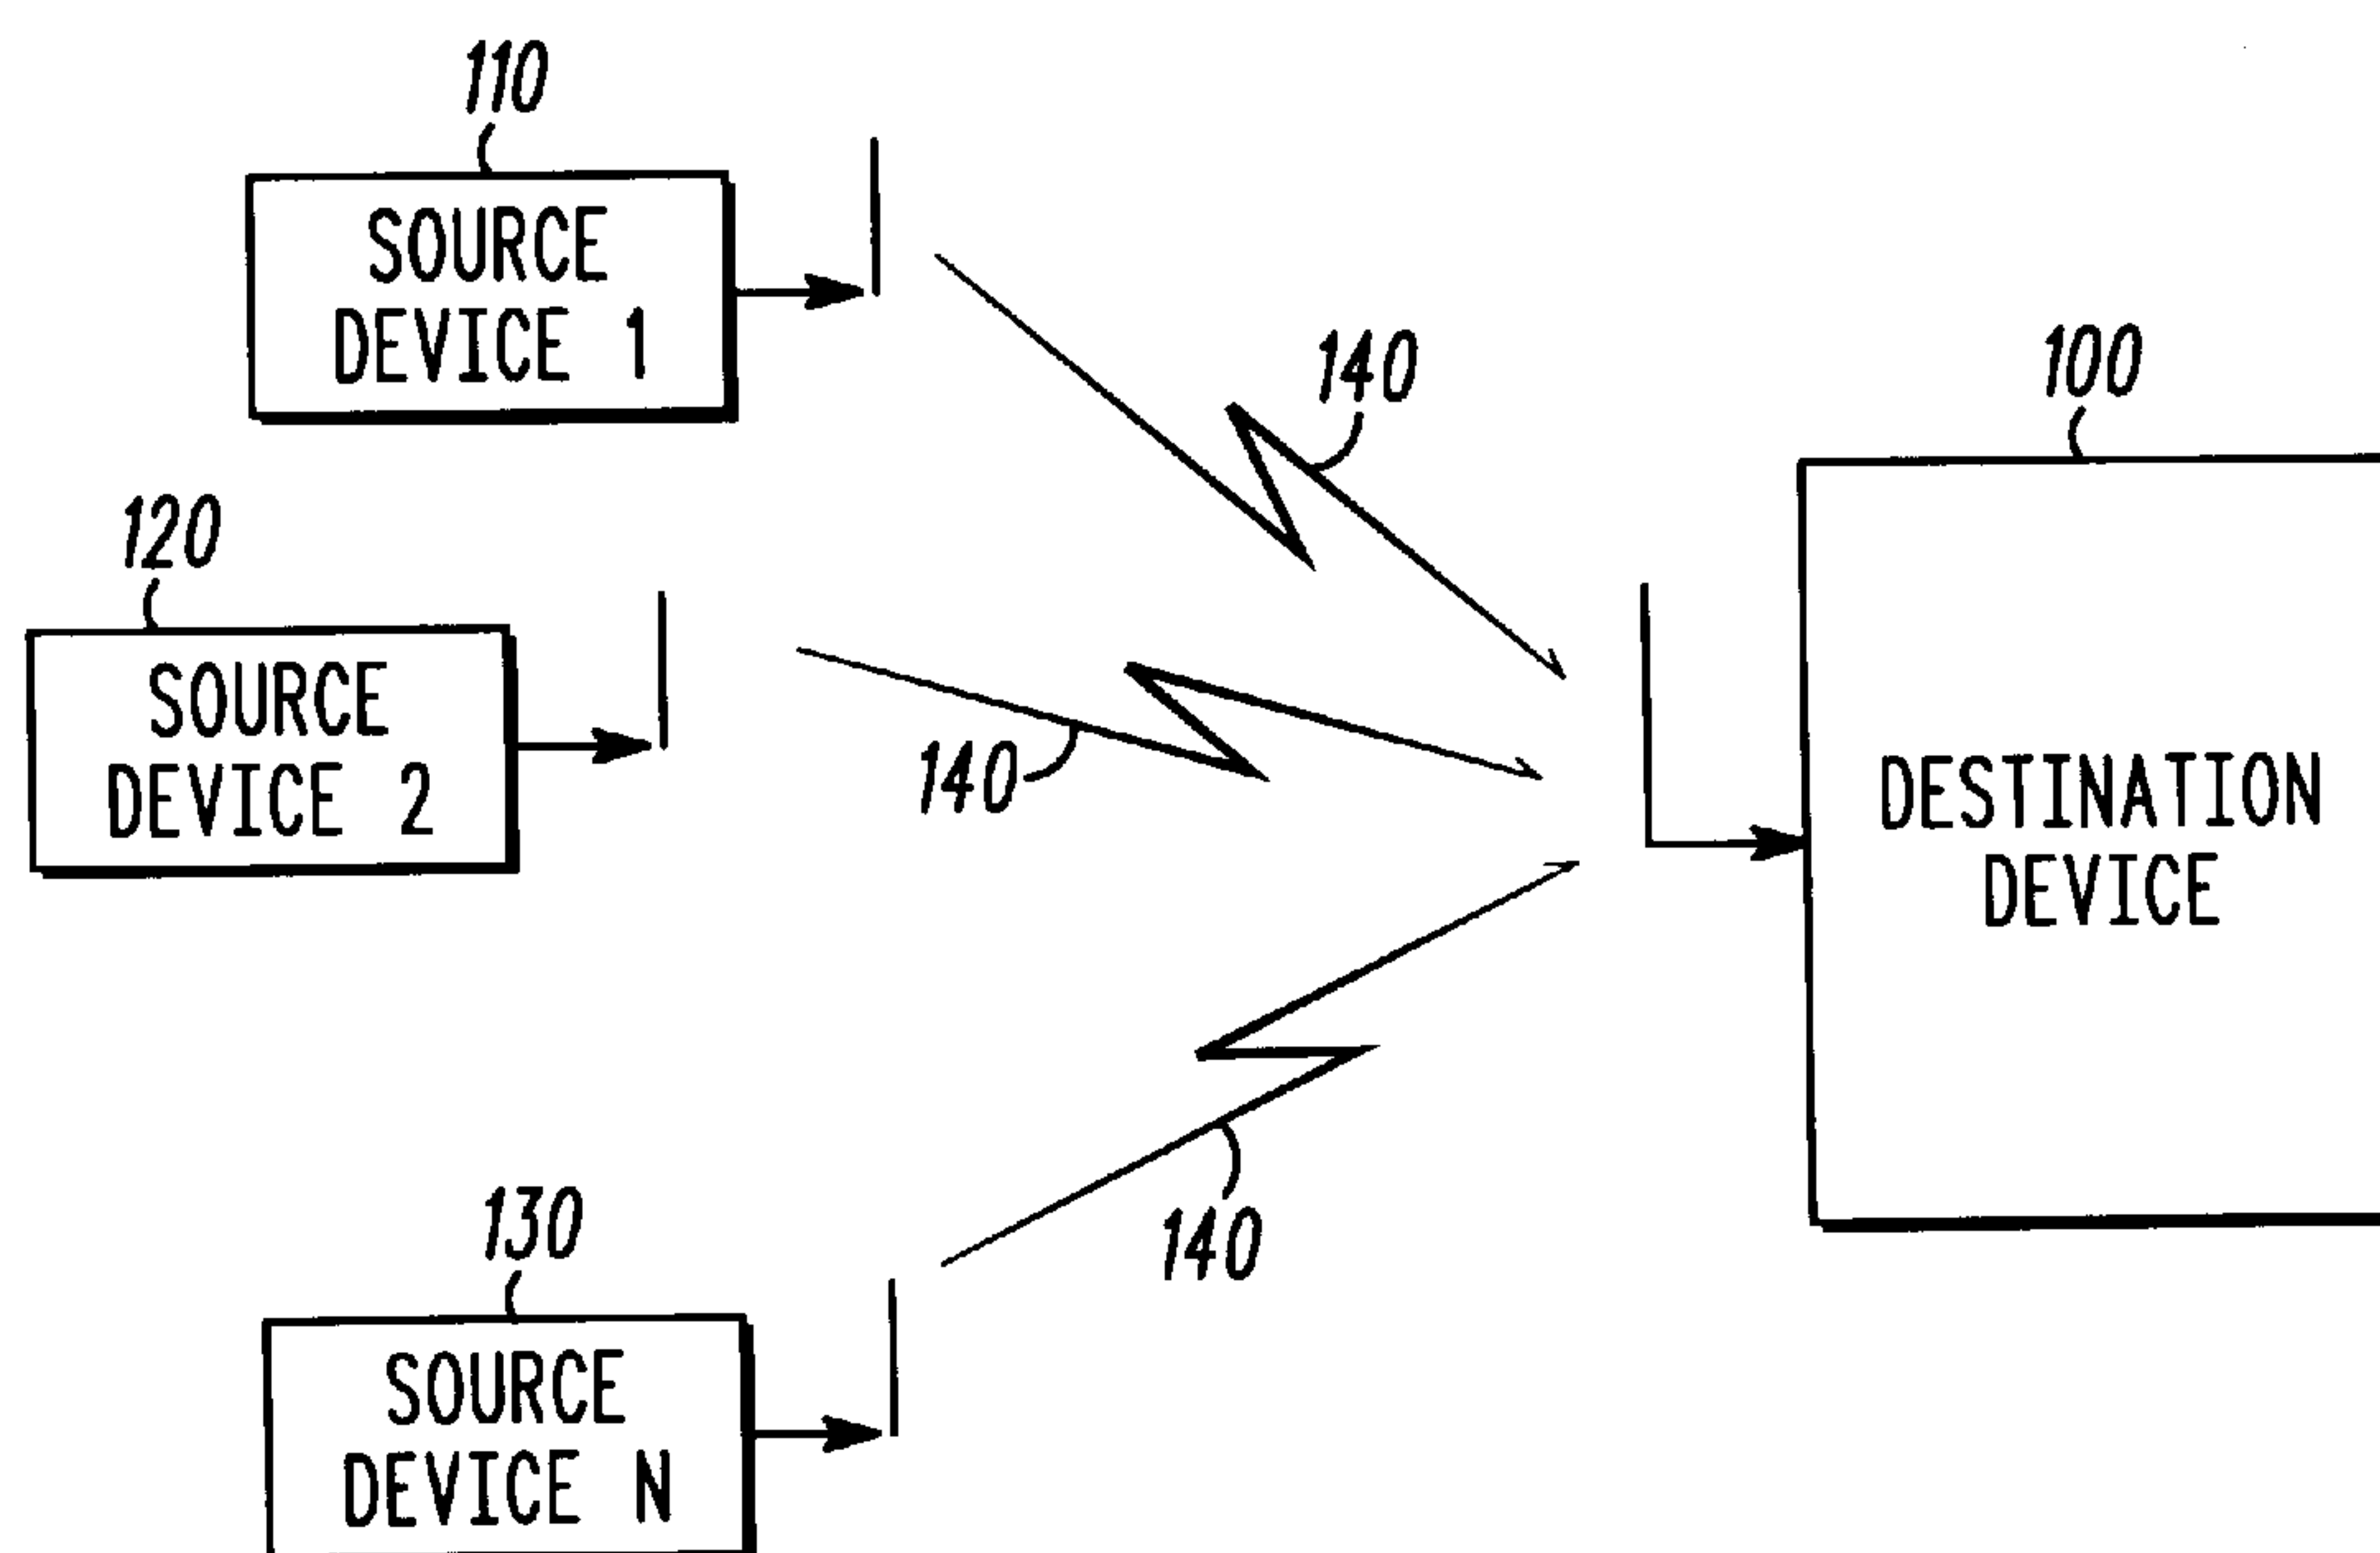 110
SOURCE
DEVICE 1
140
100
120
SOURCE
DEVICE 2
140
DESTINATION
DEVICE
130
SOURCE
DEVICE N
140